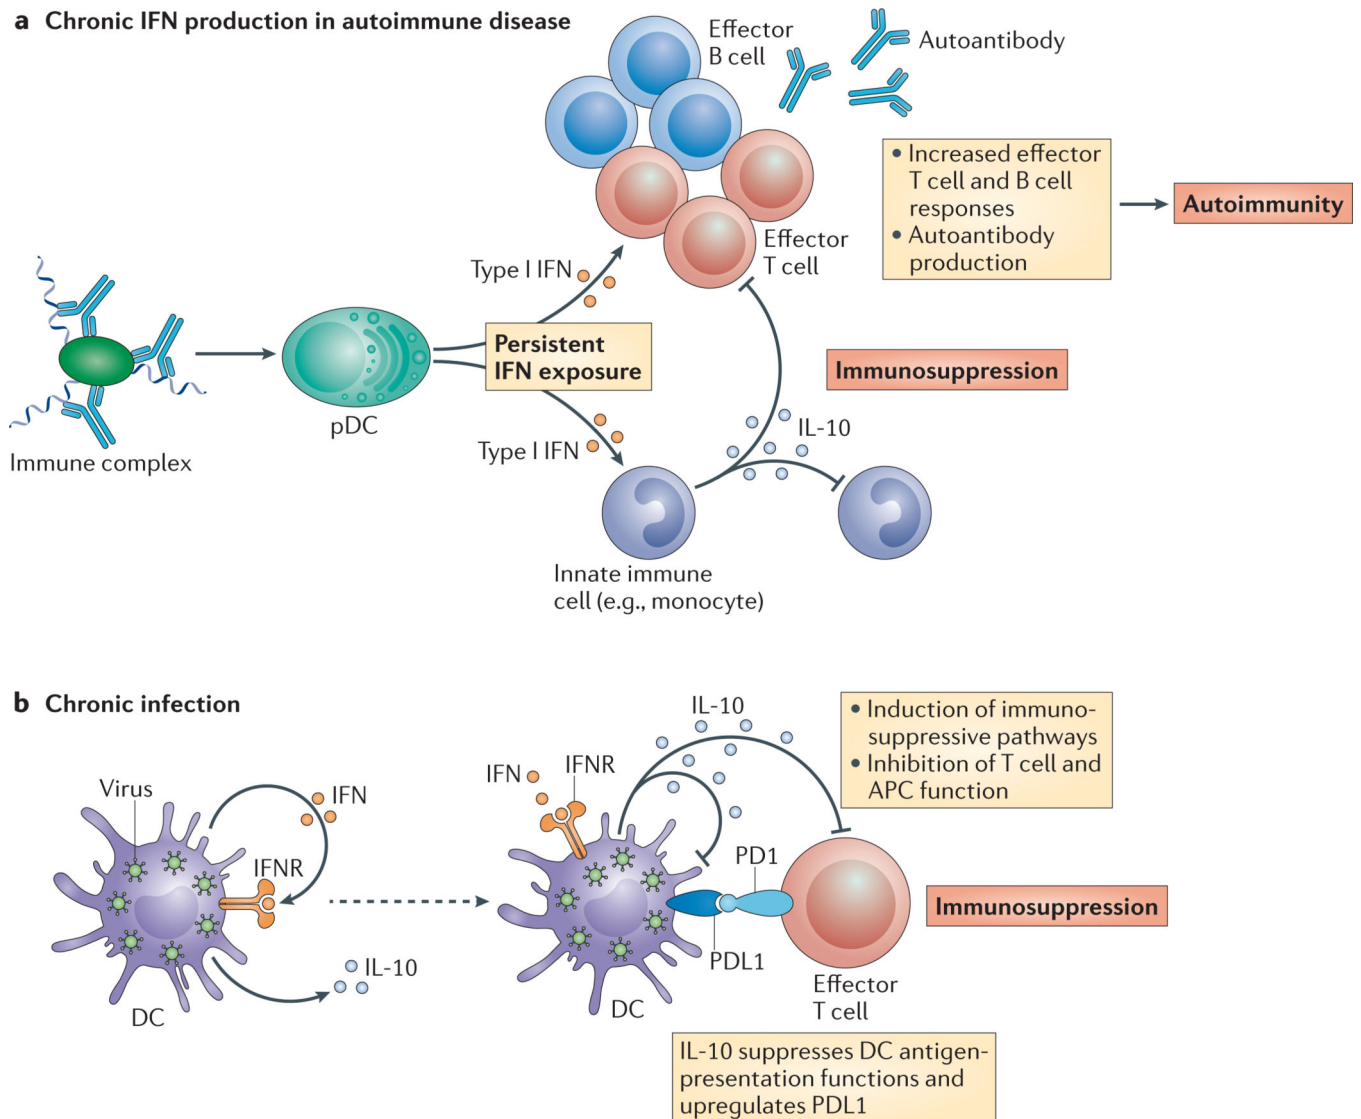 a Chronic IFN production in autoimmune disease
Effector
B cell
Autoantibody
• Increased effector
T cell and B cell
responses
• Autoantibody
production
Autoimmunity
Effector
T cell
Type I IFN
Persistent
IFN exposure
Immunosuppression
pDC
Immune complex
Type I IFN
IL-10
Innate immune
cell (e.g., monocyte)
b Chronic infection
Virus
IFN
IFNR
IL-10
DC
IFN
IFNR
IL-10
• Induction of immuno-
suppressive pathways
• Inhibition of T cell and
APC function
PD1
PDL1
DC
Effector
T cell
Immunosuppression
IL-10 suppresses DC antigen-
presentation functions and
upregulates PDL1